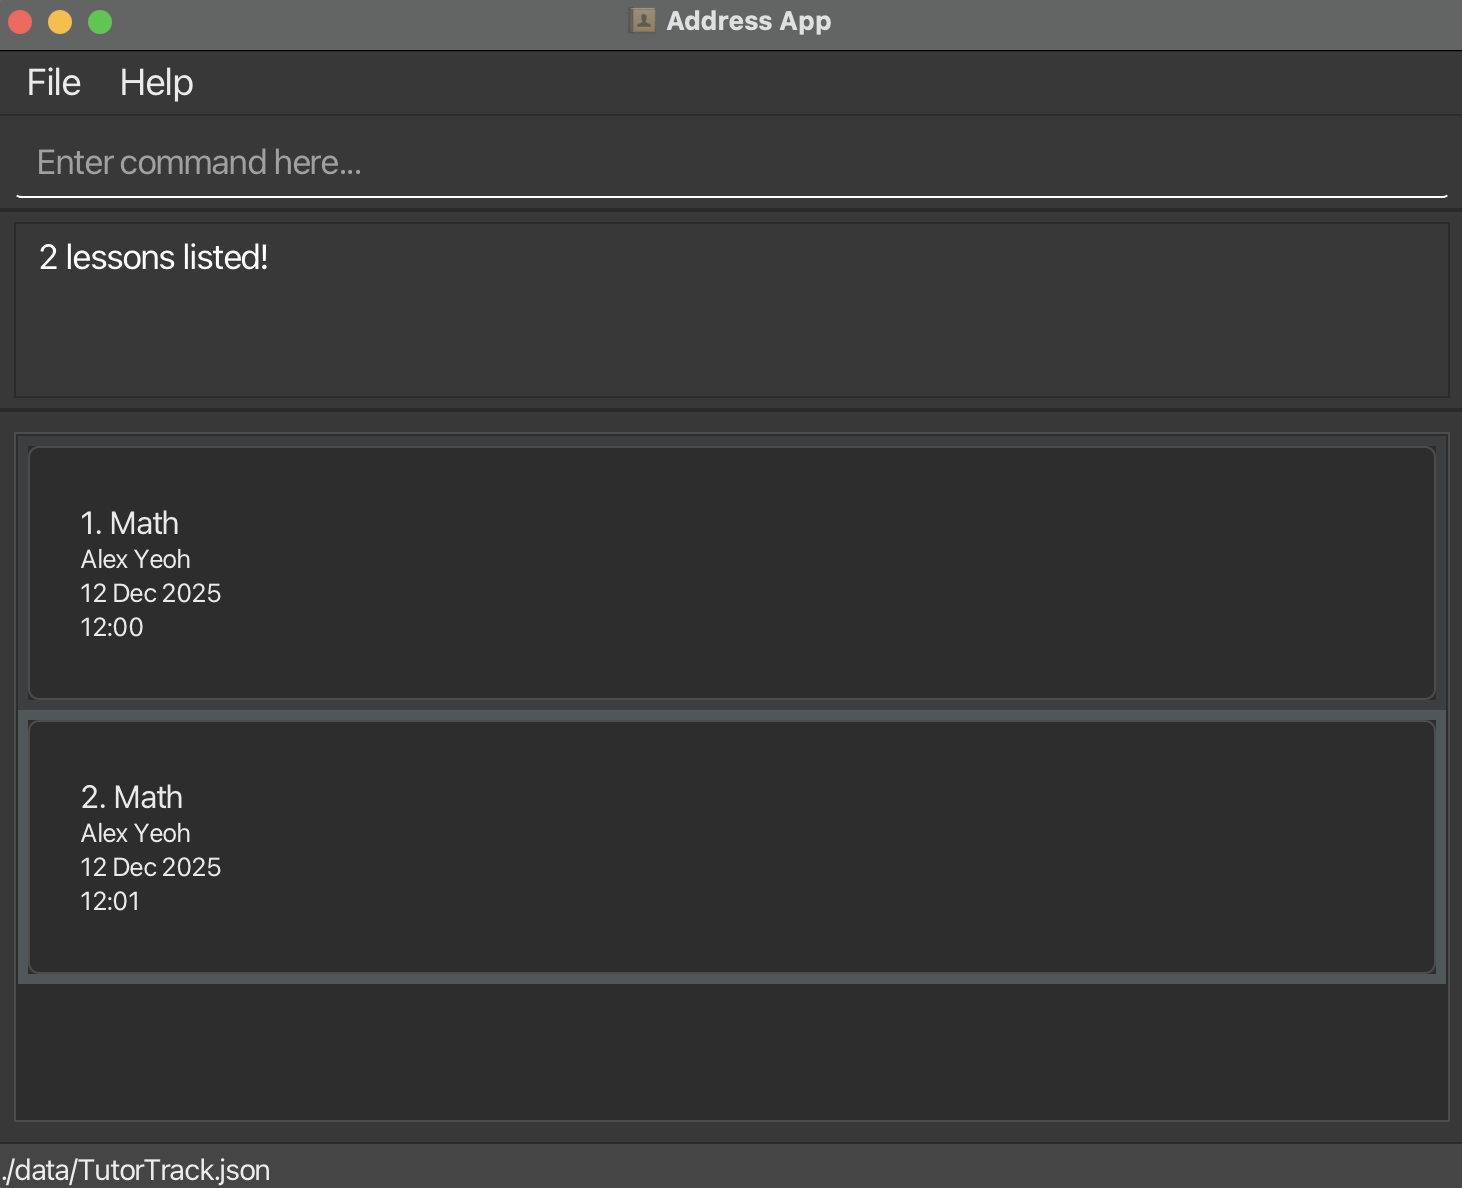 Address App
File Help
Enter command here...
2 lessons listed!
1. Math
Alex Yeoh
12 Dec 2025
12:00
2. Math
Alex Yeoh
12 Dec 2025
12:01
./data/TutorTrack.json